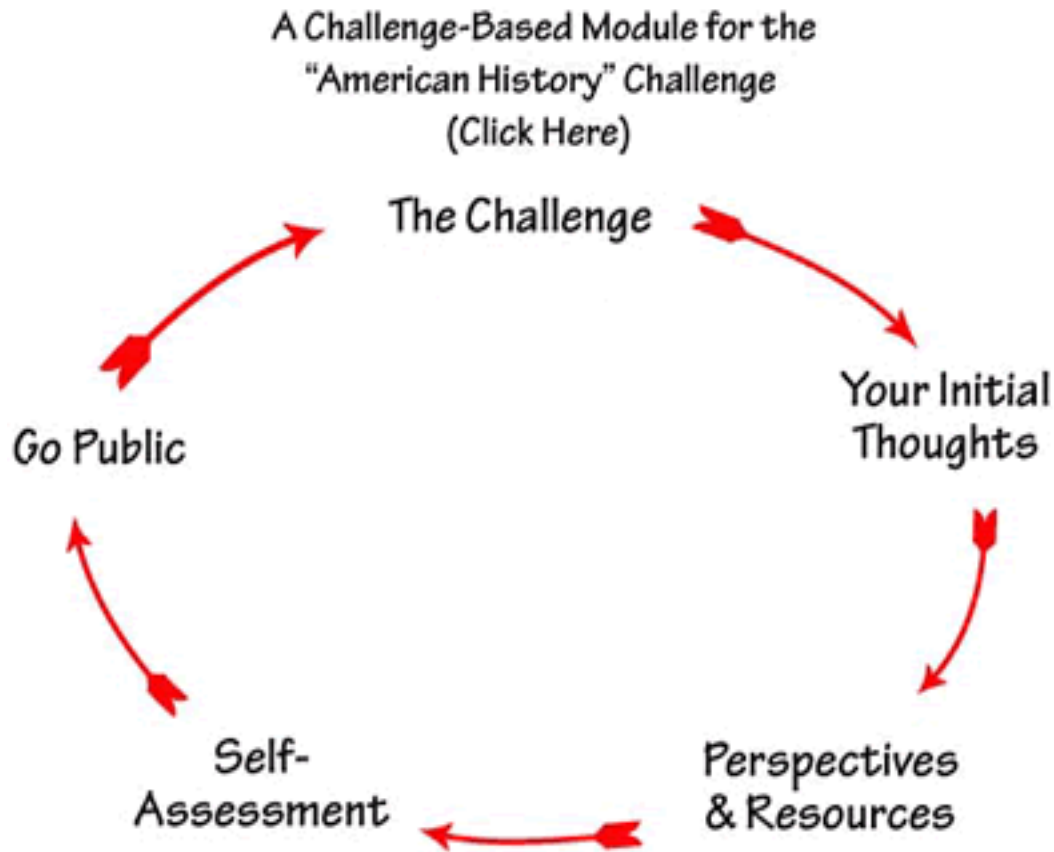 A Challenge-Based Module for the
“American History” Challenge
(Click Here)
The Challenge
Your Initial
Thoughts
Perspectives
& Resources
Self-
Assessment
Go Public